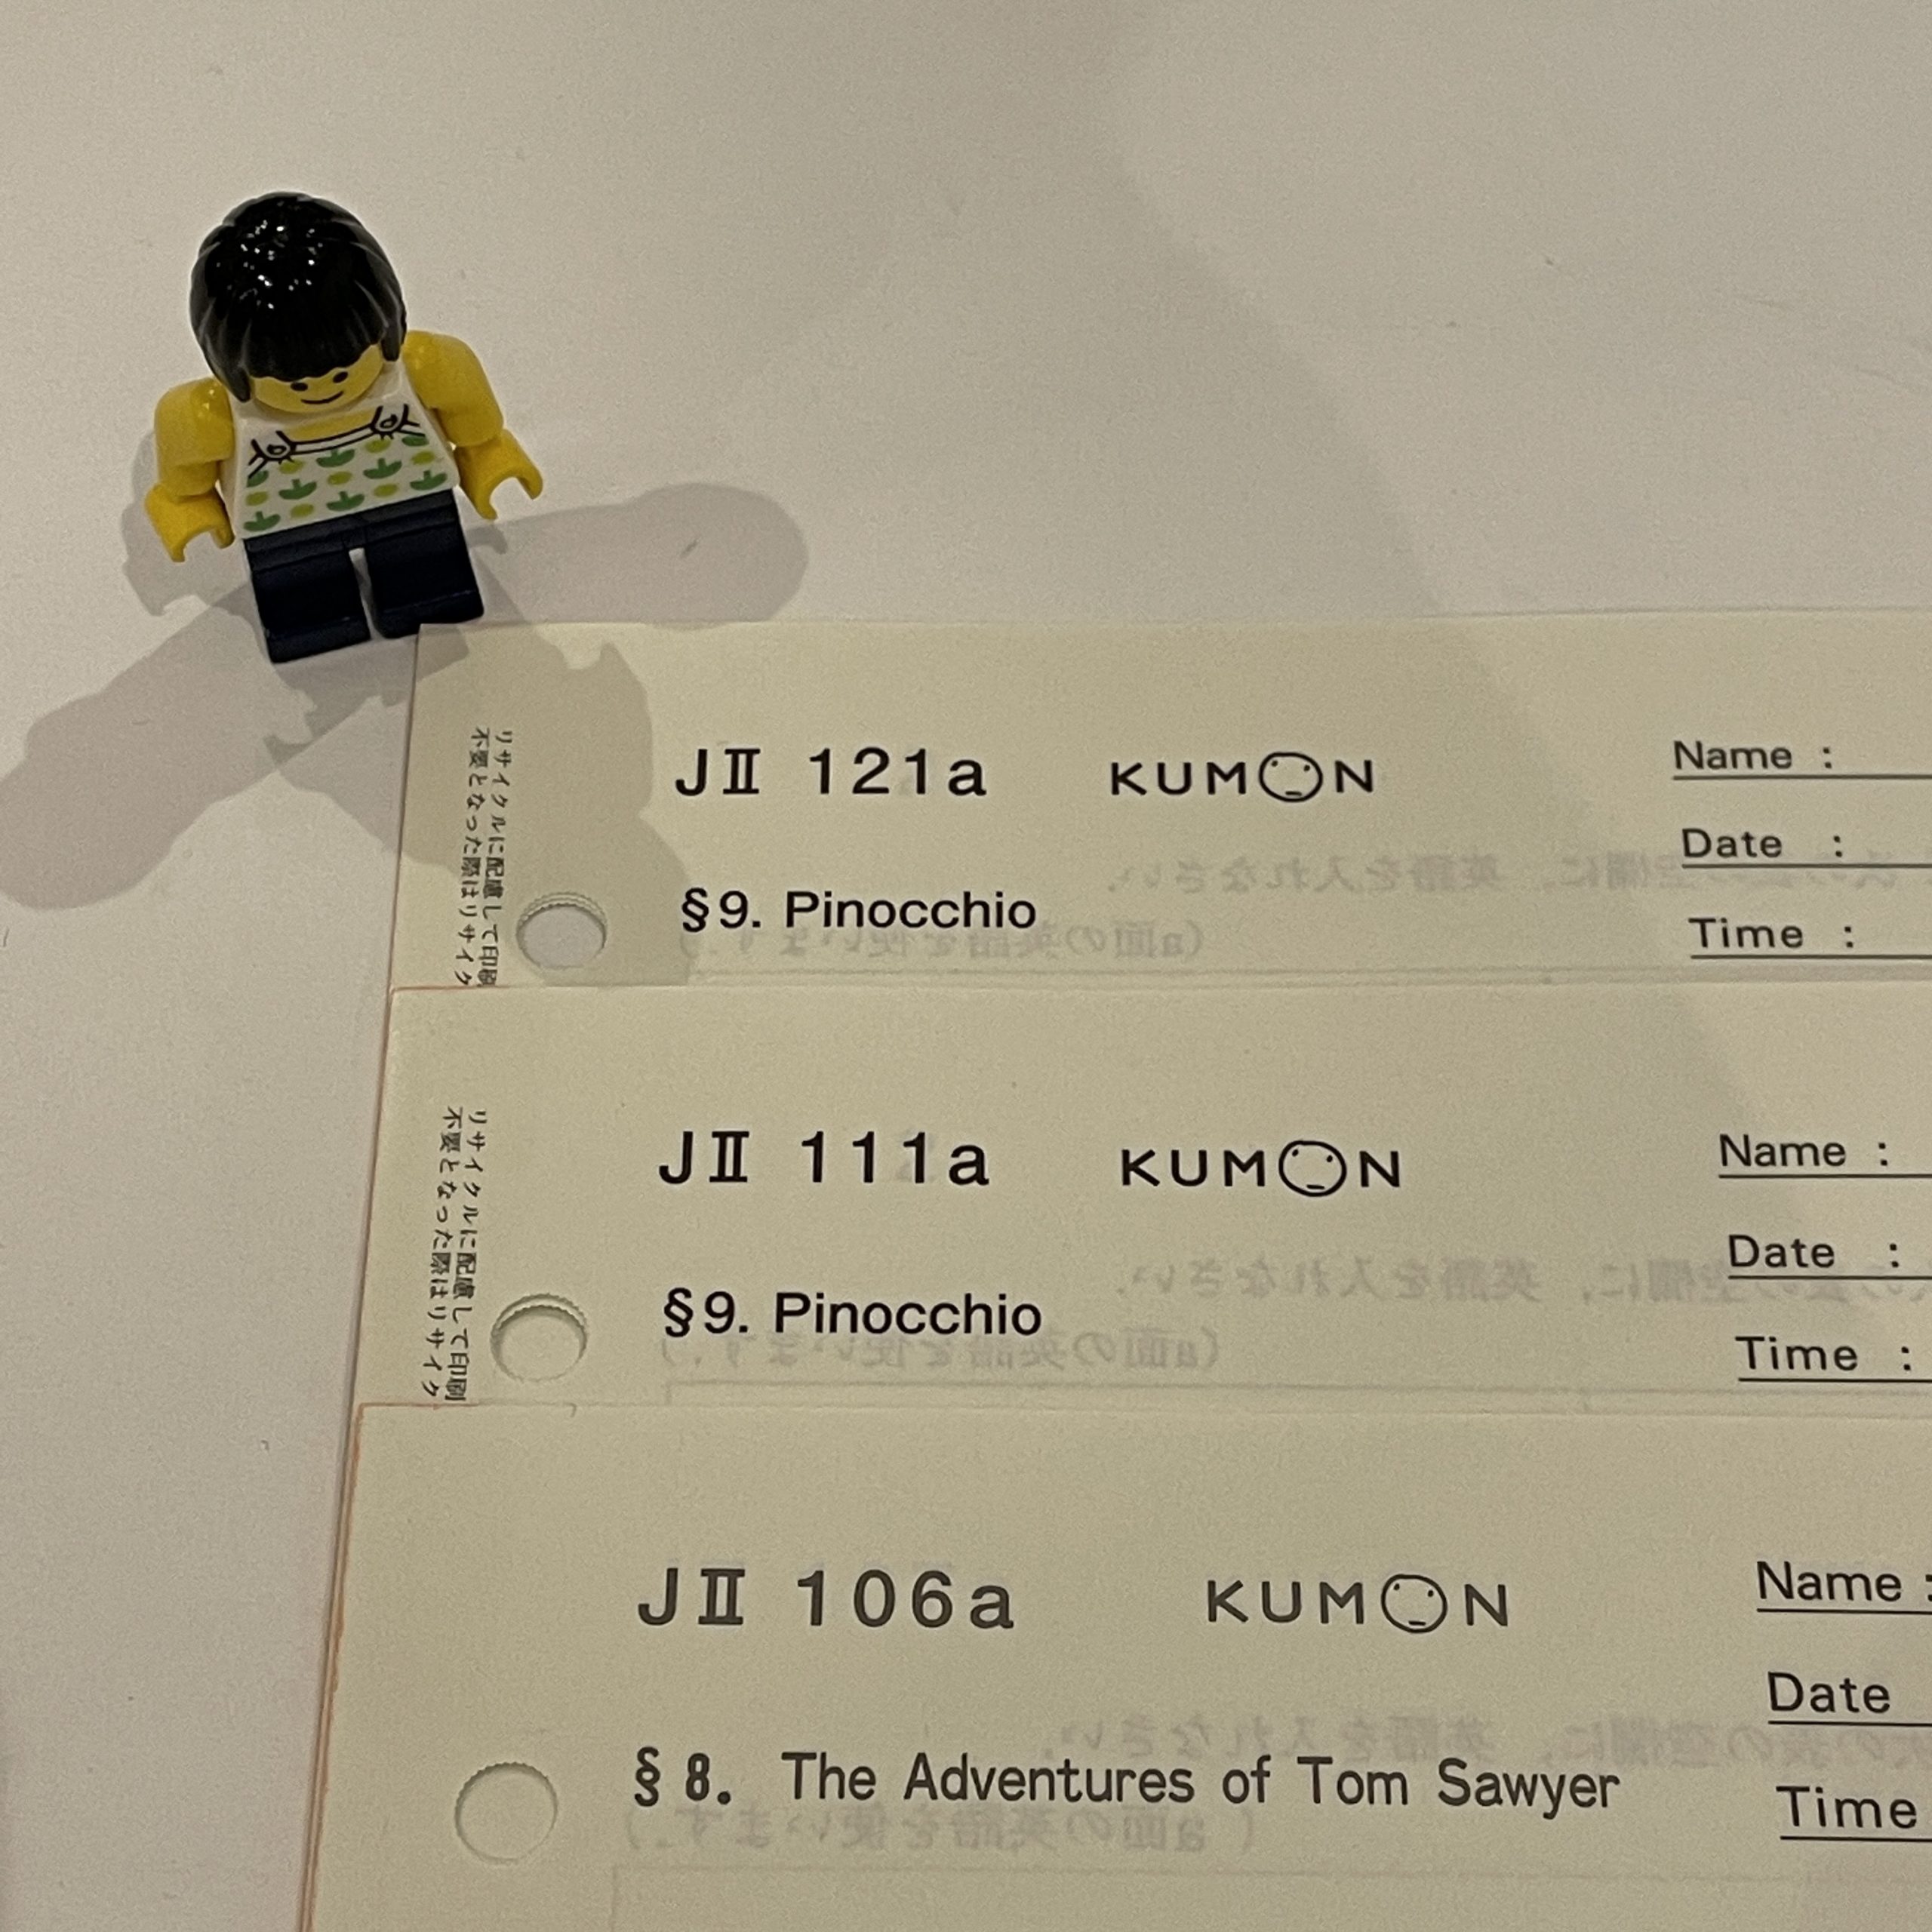 JⅡ 121a KUMON Name :
Date :
§9. Pinocchio
Time :
リサイクルに配慮して印刷
不要となった際はリサイク
JⅡ 111a KUMON Name :
Date :
§9. Pinocchio
Time :
リサイクルに配慮して印刷
不要となった際はリサイク
JⅡ 106a KUMON Name :
Date
§8. The Adventures of Tom Sawyer
Time